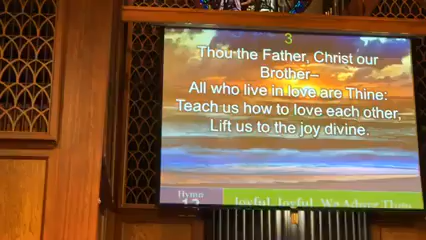 3
Thou the Father, Christ our
Brother–
All who live in love are Thine:
Teach us how to love each other,
Lift us to the joy divine.
Hymn
Joyful, Joyful, We Adore Thee